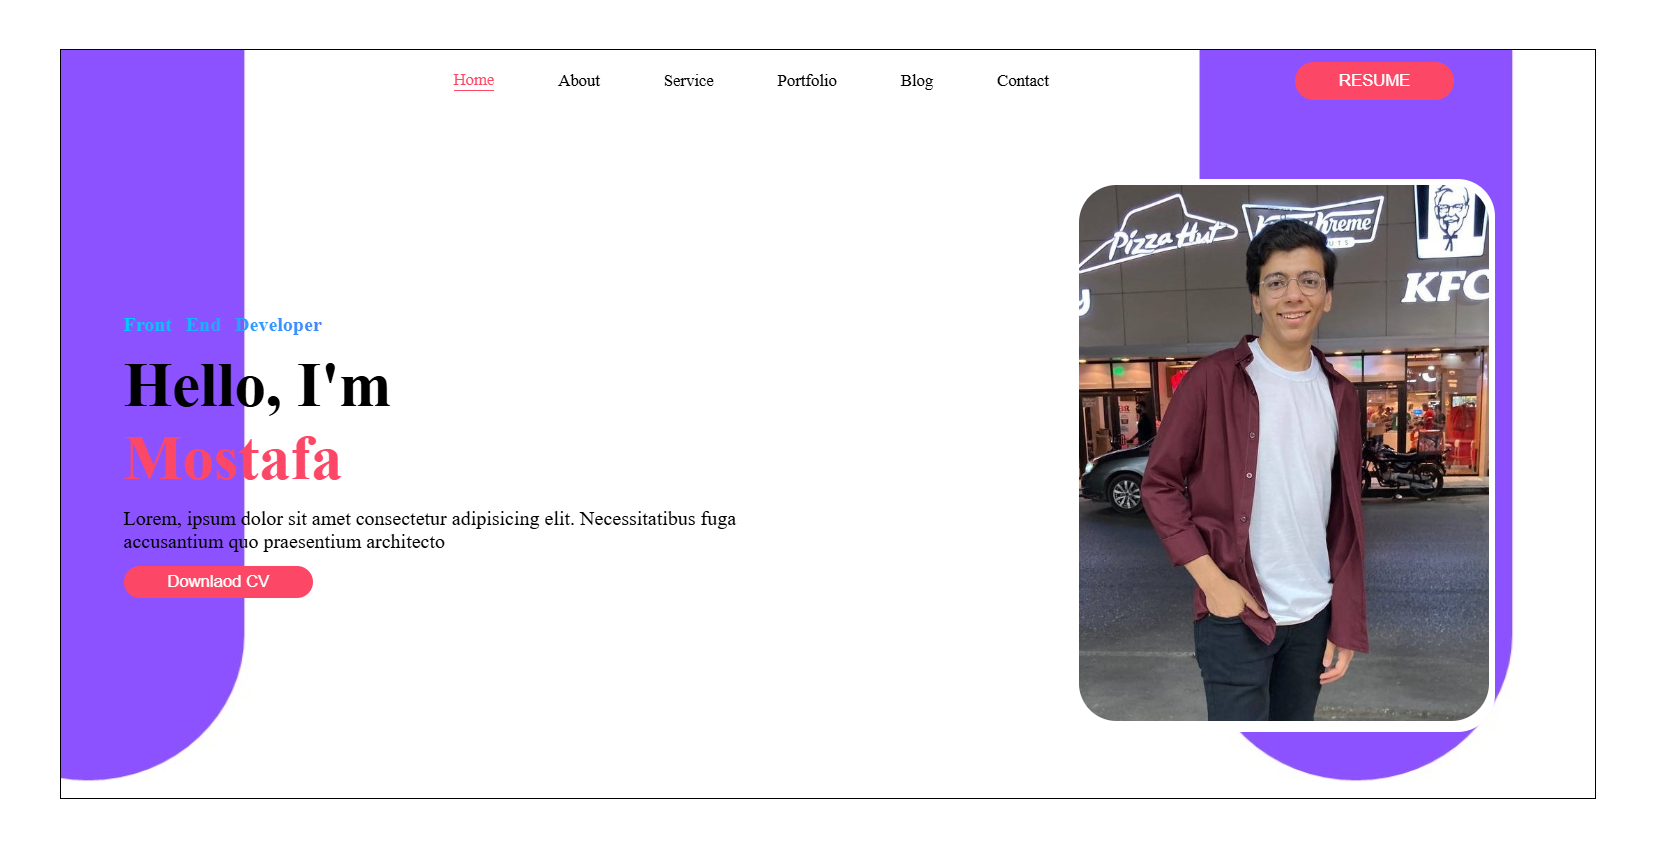 Home About Service Portfolio Blog Contact RESUME
Front End Developer
Hello, I'm
Mostafa
Lorem, ipsum dolor sit amet consectetur adipisicing elit. Necessitatibus fuga
accusantium quo praesentium architecto
Downlaod CV
Pizza Hut
Kreme
KFC